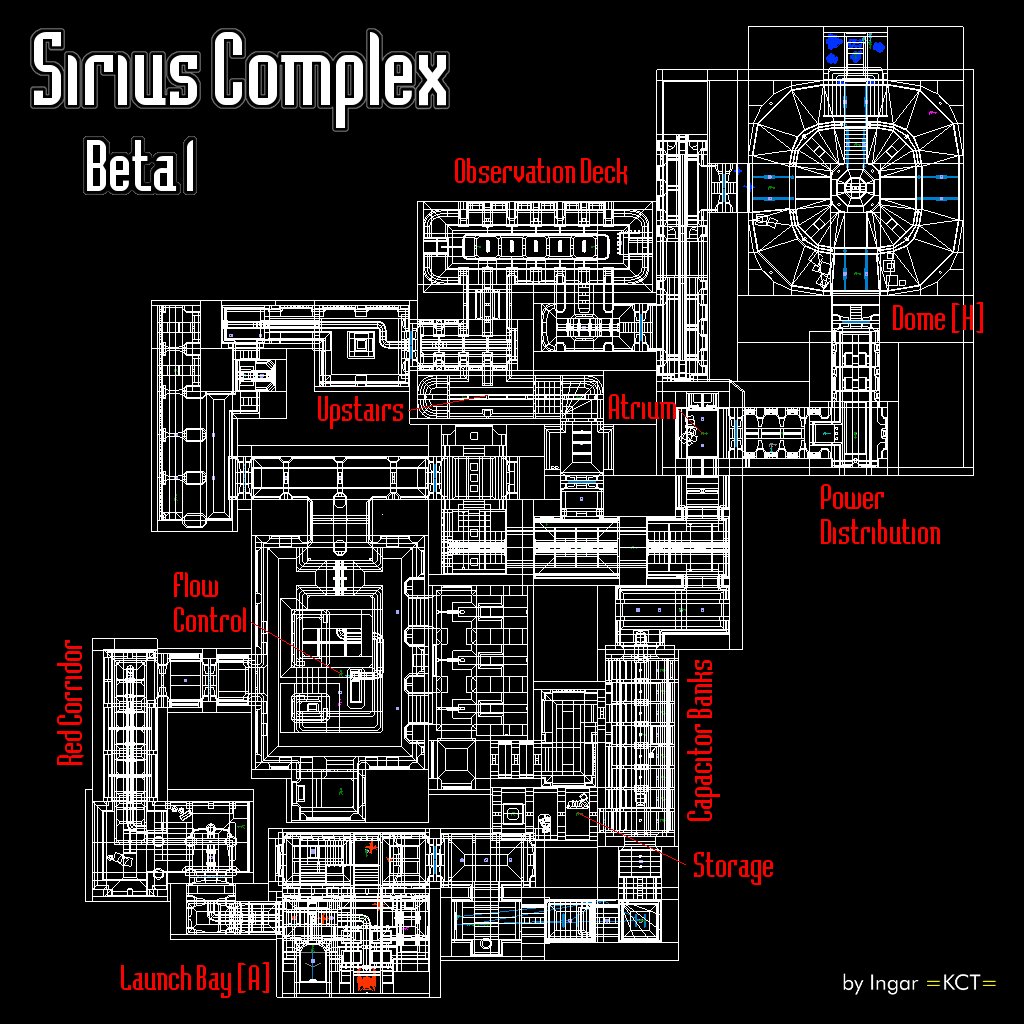 Sirius Complex
Beta 1
Observation Deck
Dome [H]
Upstairs
Atrium
Power
Distribution
Flow
Control
Red Corridor
Capacitor Banks
Storage
Launch Bay [A]
by Ingar =KCT=